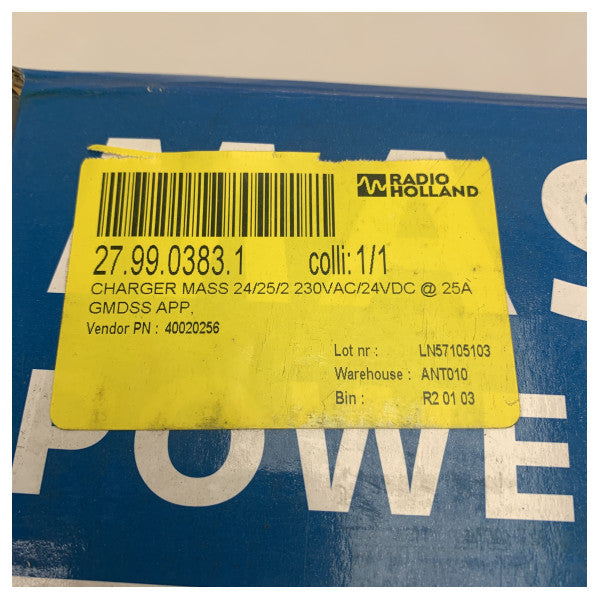 MAS
RADIO
HOLLAND
27.99.0383.1 colli: 1/1
CHARGER MASS 24/25/2 230VAC/24VDC @ 25A
GMDSS APP,
Vendor PN : 40020256
Lot nr : LN57105103
Warehouse : ANT010
Bin : R2 01 03
POWE